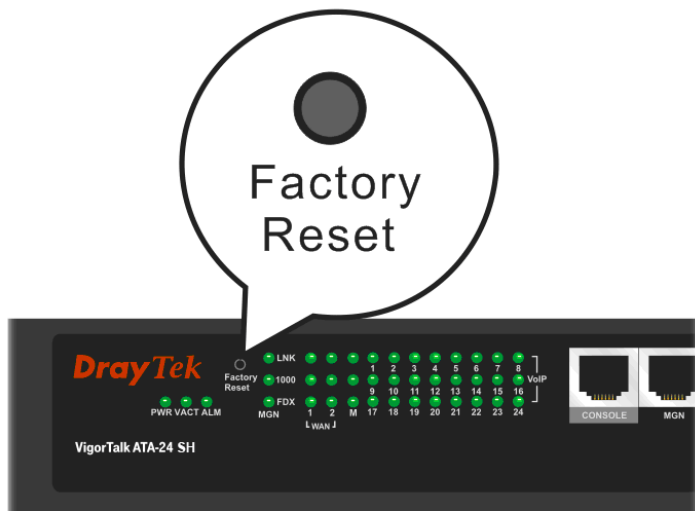 Factory
Reset
DrayTek
Factory
Reset
LNK
1000
FDX
1 2 3 4 5 6 7 8
9 10 11 12 13 14 15 16
VoIP
PWR VACT ALM
MGN
1 2 M 17 18 19 20 21 22 23 24
WAN
CONSOLE
MGN
VigorTalk ATA-24 SH